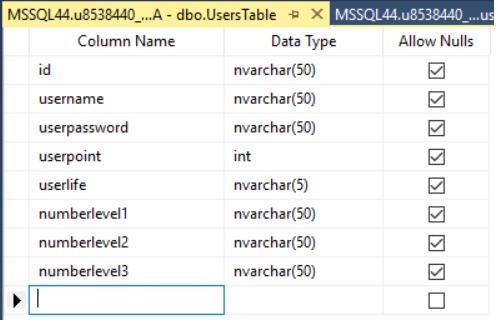 MSSQL44.u8538440_...A - dbo.UsersTable MSSQL44.u8538440_...us
Column Name Data Type Allow Nulls
id nvarchar(50)
username nvarchar(50)
userpassword nvarchar(50)
userpoint int
userlife nvarchar(5)
numberlevel1 nvarchar(50)
numberlevel2 nvarchar(50)
numberlevel3 nvarchar(50)